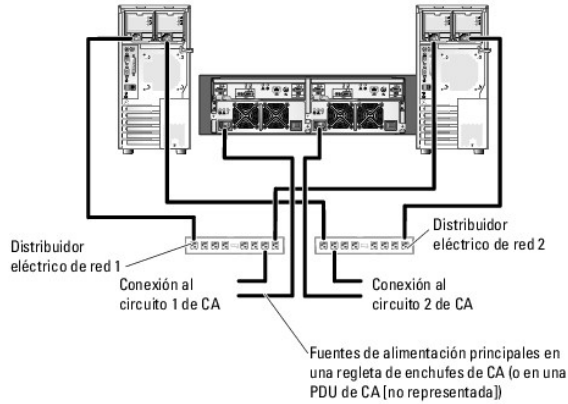 Distribuidor
eléctrico de red 1
Distribuidor
eléctrico de red 2
Conexión al
circuito 1 de CA
Conexión al
circuito 2 de CA
Fuentes de alimentación principales en
una regleta de enchufes de CA (o en una
PDU de CA [no representada])